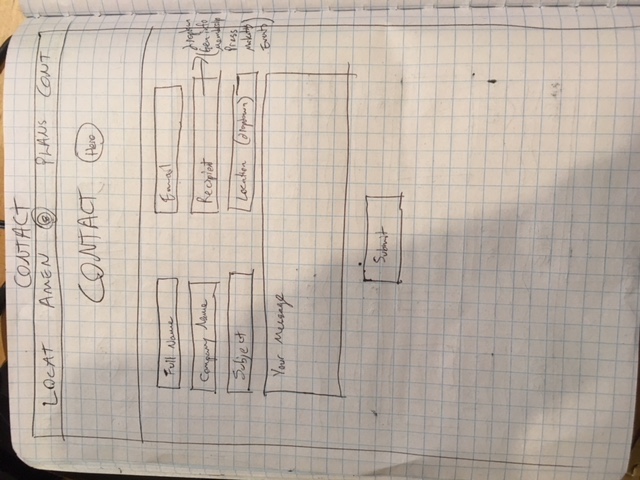 CONTACT
LOCAT AMEN PLANS CONT
CONTACT Hero
Full Name Email
Company Name Recipient
dropdown
Gen info
Membership
Press
Marketing
Events
Subject Location (dropdown)
Your Message
Submit